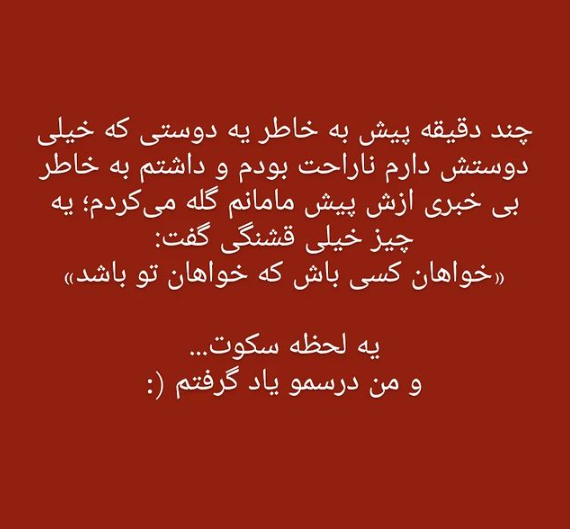 چند دقیقه پیش به خاطر یه دوستی که خیلی
دوستش دارم ناراحت بودم و داشتم به خاطر
بی خبری ازش پیش مامانم گله می‌کردم؛ یه
چیز خیلی قشنگی گفت:
«خواهان کسی باش که خواهان تو باشد»
یه لحظه سکوت...
و من درسمو یاد گرفتم (: